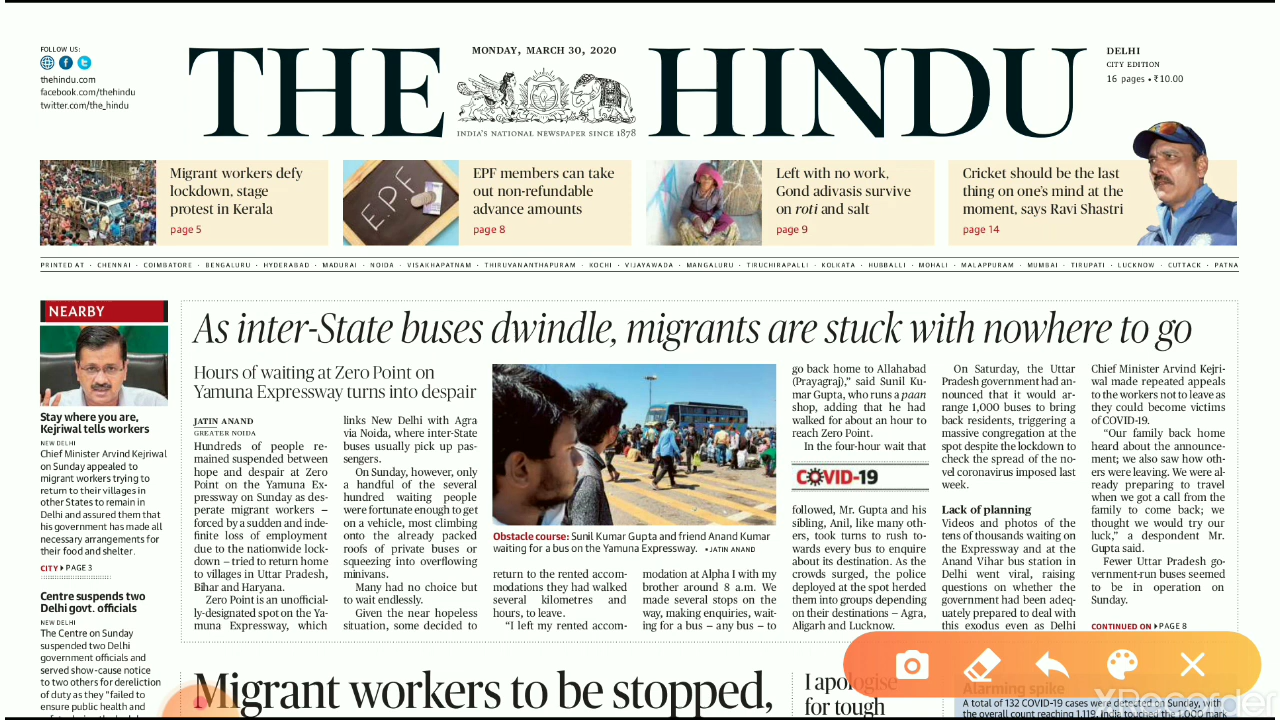 FOLLOW US:
thehindu.com
facebook.com/thehindu
twitter.com/the_hindu
THE HINDU
MONDAY, MARCH 30, 2020
INDIA'S NATIONAL NEWSPAPER SINCE 1878
DELHI
CITY EDITION
16 pages • ₹10.00
Migrant workers defy
lockdown, stage
protest in Kerala
page 5
E.P.F
EPF members can take
out non-refundable
advance amounts
page 8
Left with no work,
Gond adivasis survive
on roti and salt
page 9
Cricket should be the last
thing on one's mind at the
moment, says Ravi Shastri
page 14
PRINTED AT • CHENNAI • COIMBATORE • BENGALURU • HYDERABAD • MADURAI • NOIDA • VISAKHAPATNAM • THIRUVANANTHAPURAM • KOCHI • VIJAYAWADA • MANGALURU • TIRUCHIRAPALLI • KOLKATA • HUBBALLI • MOHALI • MALAPPURAM • MUMBAI • TIRUPATI • LUCKNOW • CUTTACK • PATNA
NEARBY
Stay where you are,
Kejriwal tells workers
NEW DELHI
Chief Minister Arvind Kejriwal
on Sunday appealed to
migrant workers trying to
return to their villages in
other States to remain in
Delhi and assured them that
his government has made all
necessary arrangements for
their food and shelter.
CITY PAGE 3
Centre suspends two
Delhi govt. officials
NEW DELHI
The Centre on Sunday
suspended two Delhi
government officials and
served show-cause notice
to two others for dereliction
of duty as they "failed to
ensure public health and
As inter-State buses dwindle, migrants are stuck with nowhere to go
Hours of waiting at Zero Point on
Yamuna Expressway turns into despair
JATIN ANAND
GREATER NOIDA
Hundreds of people re-
mained suspended between
hope and despair at Zero
Point on the Yamuna Ex-
pressway on Sunday as des-
perate migrant workers –
forced by a sudden and inde-
finite loss of employment
due to the nationwide lock-
down – tried to return home
to villages in Uttar Pradesh,
Bihar and Haryana.
Zero Point is an unofficial-
ly-designated spot on the Ya-
muna Expressway, which
links New Delhi with Agra
via Noida, where inter-State
buses usually pick up pas-
sengers.
On Sunday, however, only
a handful of the several
hundred waiting people
were fortunate enough to get
on a vehicle, most climbing
onto the already packed
roofs of private buses or
squeezing into overflowing
minivans.
Many had no choice but
to wait endlessly.
Given the near hopeless
situation, some decided to
Obstacle course: Sunil Kumar Gupta and friend Anand Kumar
waiting for a bus on the Yamuna Expressway. • JATIN ANAND
return to the rented accom-
modations they had walked
several kilometres and
hours, to leave.
"I left my rented accom-
modation at Alpha I with my
brother around 8 a.m. We
made several stops on the
way, making enquiries, wait-
ing for a bus – any bus – to
go back home to Allahabad
(Prayagraj)," said Sunil Ku-
mar Gupta, who runs a paan
shop, adding that he had
walked for about an hour to
reach Zero Point.
In the four-hour wait that
COVID-19
followed, Mr. Gupta and his
sibling, Anil, like many oth-
ers, took turns to rush to-
wards every bus to enquire
about its destination. As the
crowds surged, the police
deployed at the spot herded
them into groups depending
on their destinations – Agra,
Aligarh and Lucknow.
On Saturday, the Uttar
Pradesh government had an-
nounced that it would ar-
range 1,000 buses to bring
back residents, triggering a
massive congregation at the
spot despite the lockdown to
check the spread of the no-
vel coronavirus imposed last
week.
Lack of planning
Videos and photos of the
tens of thousands waiting on
the Expressway and at the
Anand Vihar bus station in
Delhi went viral, raising
questions on whether the
government had been adeq-
uately prepared to deal with
this exodus even as Delhi
Chief Minister Arvind Kejri-
wal made repeated appeals
to the workers not to leave as
they could become victims
of COVID-19.
"Our family back home
heard about the announce-
ment; we also saw how oth-
ers were leaving. We were al-
ready preparing to travel
when we got a call from the
family to come back; we
thought we would try our
luck," a despondent Mr.
Gupta said.
Fewer Uttar Pradesh go-
vernment-run buses seemed
to be in operation on
Sunday.
CONTINUED ON PAGE 8
Migrant workers to be stopped,
I apologise
for tough
Alarming spike
A total of 132 COVID-19 cases were detected on Sunday, with
the overall count reaching 1,119. India touched the 1,000 mark
XRecorder